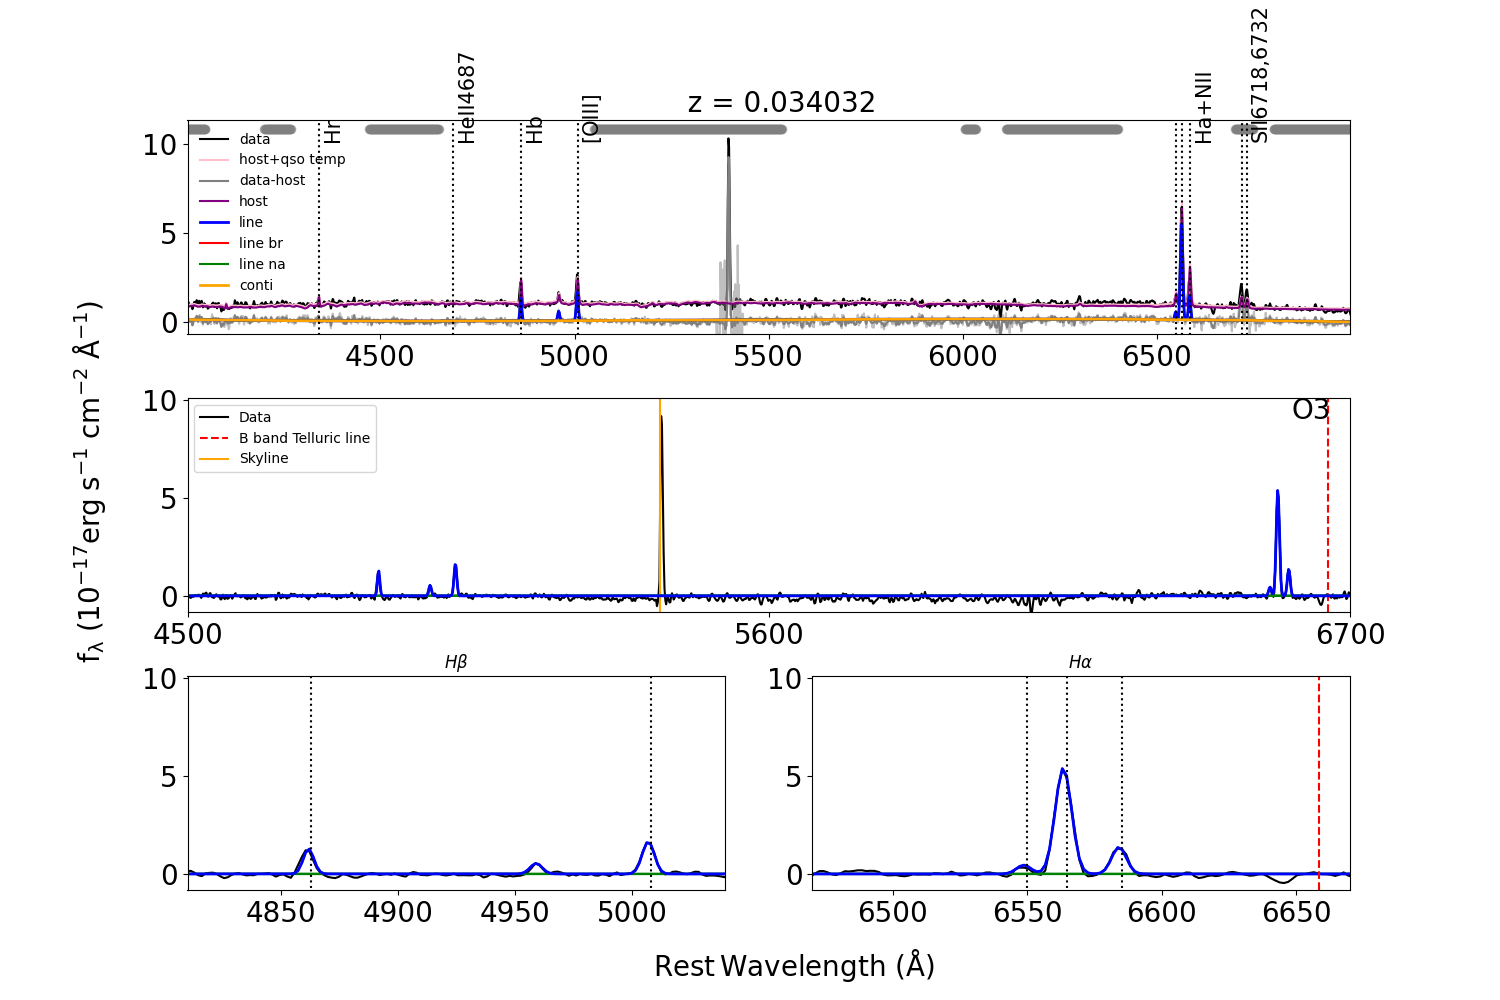 z = 0.034032
Hr
HeII4687
Hb
[OIII]
Ha+NII
SII6718,6732
data
host+qso temp
data-host
host
line
line br
line na
conti
10
5
0
4500 5000 5500 6000 6500
O3
Data
B band Telluric line
Skyline
10
5
0
4500 5600 6700
f_λ (10^{−17}erg s^{−1} cm^{−2} Å^{−1})
Hβ
10
5
0
4850 4900 4950 5000
Hα
10
5
0
6500 6550 6600 6650
Rest Wavelength (Å)